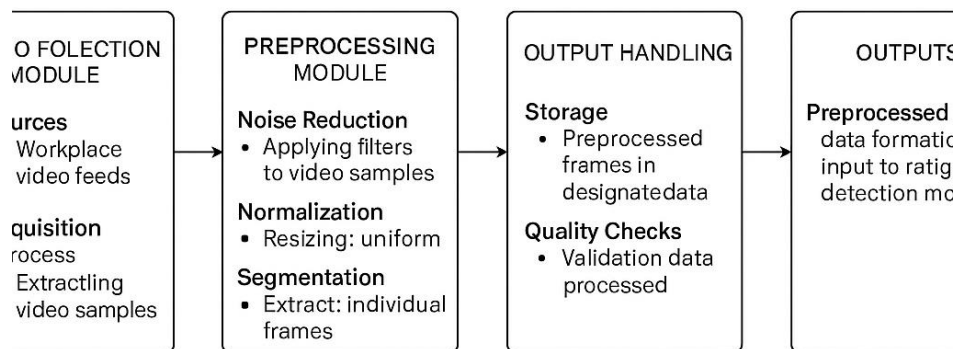 O FOLECTION
MODULE
urces
Workplace
video feeds
quisition
rocess
Extractling
video samples
PREPROCESSING
MODULE
Noise Reduction
• Applying filters
to video samples
Normalization
• Resizing: uniform
Segmentation
• Extract: individual
frames
OUTPUT HANDLING
Storage
• Preprocessed
frames in
designatedata
Quality Checks
• Validation data
processed
OUTPUTS
Preprocessed
data formatio
input to ratig
detection mo